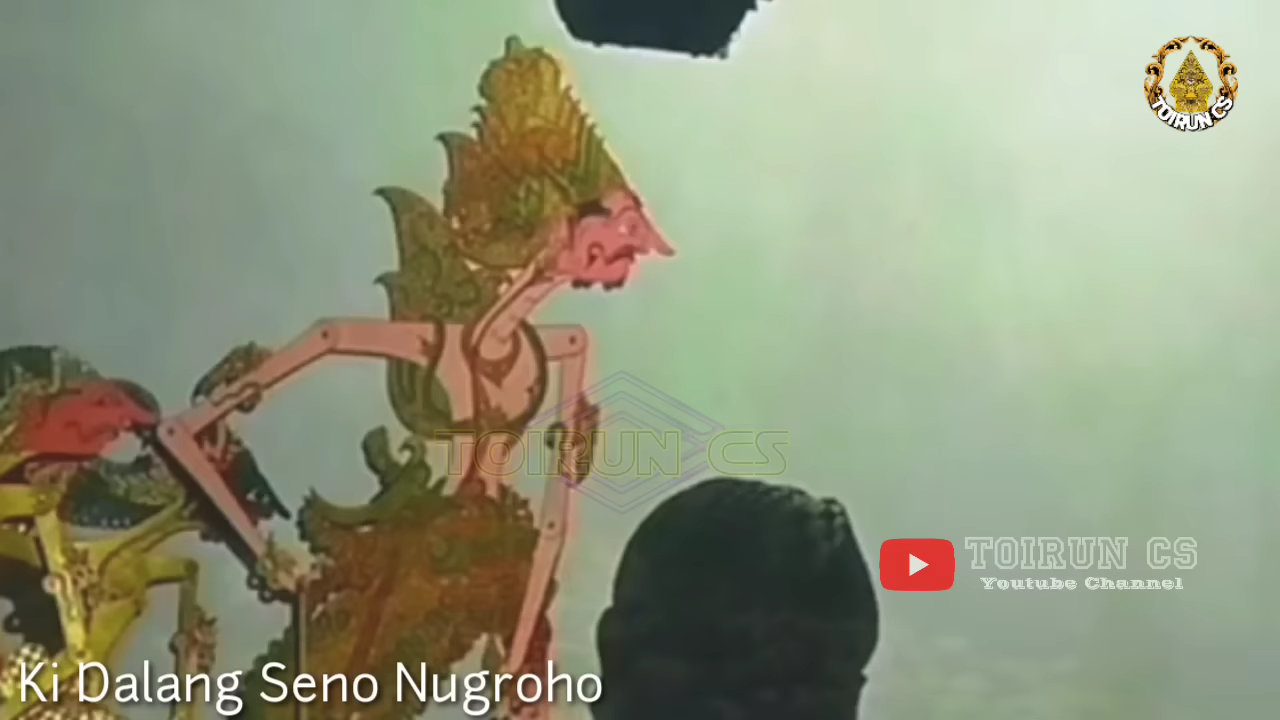 TOIRUN CS
TOIRUN CS
TOIRUN CS
Youtube Channel
Ki Dalang Seno Nugroho